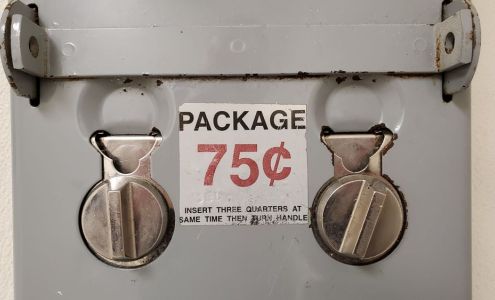 PACKAGE
75¢
INSERT THREE QUARTERS AT
SAME TIME THEN TURN HANDLE